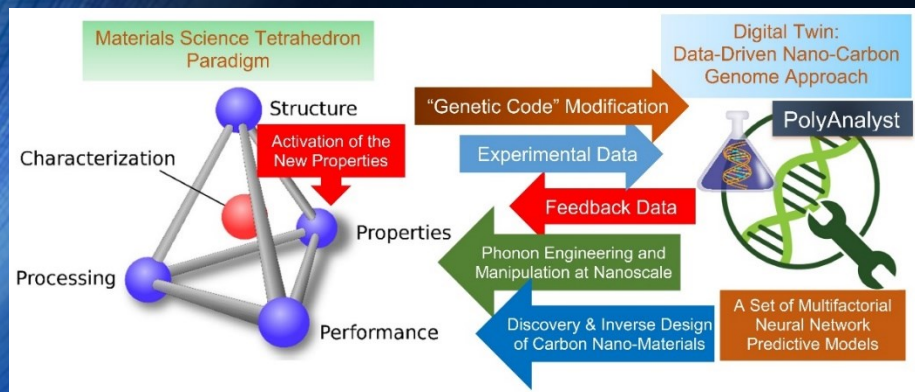 Materials Science Tetrahedron
Paradigm
Structure
Activation of the
New Properties
Characterization
Properties
Processing
Performance
“Genetic Code” Modification
Experimental Data
Feedback Data
Phonon Engineering and
Manipulation at Nanoscale
Discovery & Inverse Design
of Carbon Nano-Materials
Digital Twin:
Data-Driven Nano-Carbon
Genome Approach
PolyAnalyst
A Set of Multifactorial
Neural Network
Predictive Models